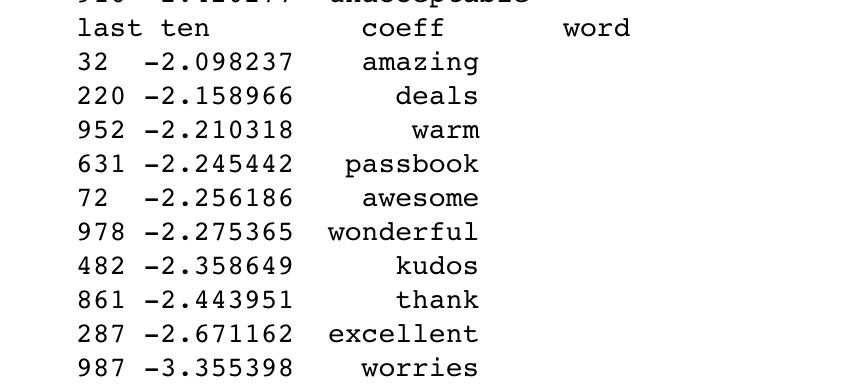 last ten coeff word
32 -2.098237 amazing
220 -2.158966 deals
952 -2.210318 warm
631 -2.245442 passbook
72 -2.256186 awesome
978 -2.275365 wonderful
482 -2.358649 kudos
861 -2.443951 thank
287 -2.671162 excellent
987 -3.355398 worries